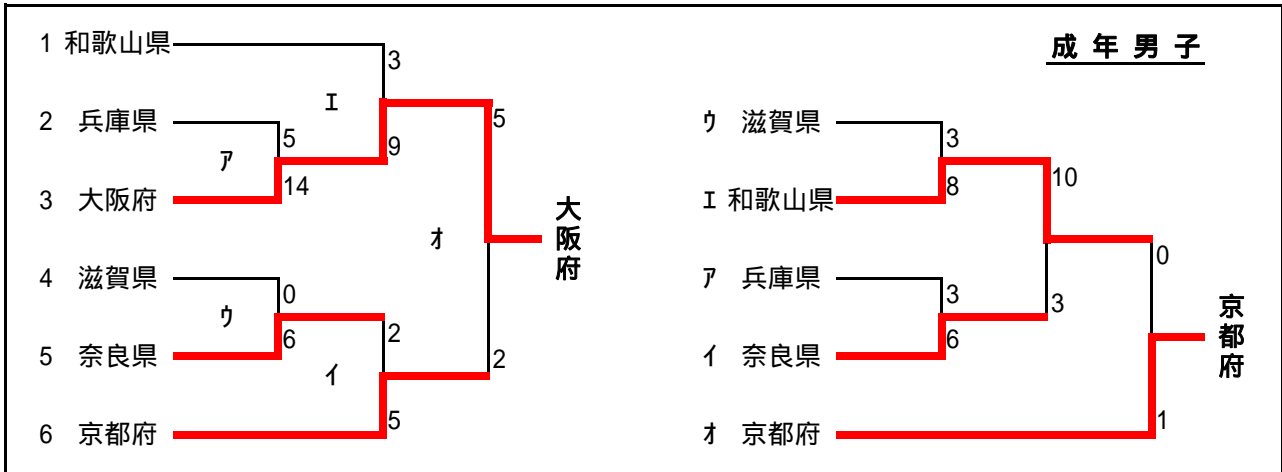 成年男子
1 和歌山県
3
ｴ
2 兵庫県
5
5
ｱ
9
3 大阪府
14
大阪府
ｵ
4 滋賀県
0
ｳ
6
2
5 奈良県
ｲ
2
6 京都府
5
ｳ 滋賀県
3
8
10
ｴ 和歌山県
0
ｱ 兵庫県
3
3
6
ｲ 奈良県
京都府
1
ｵ 京都府